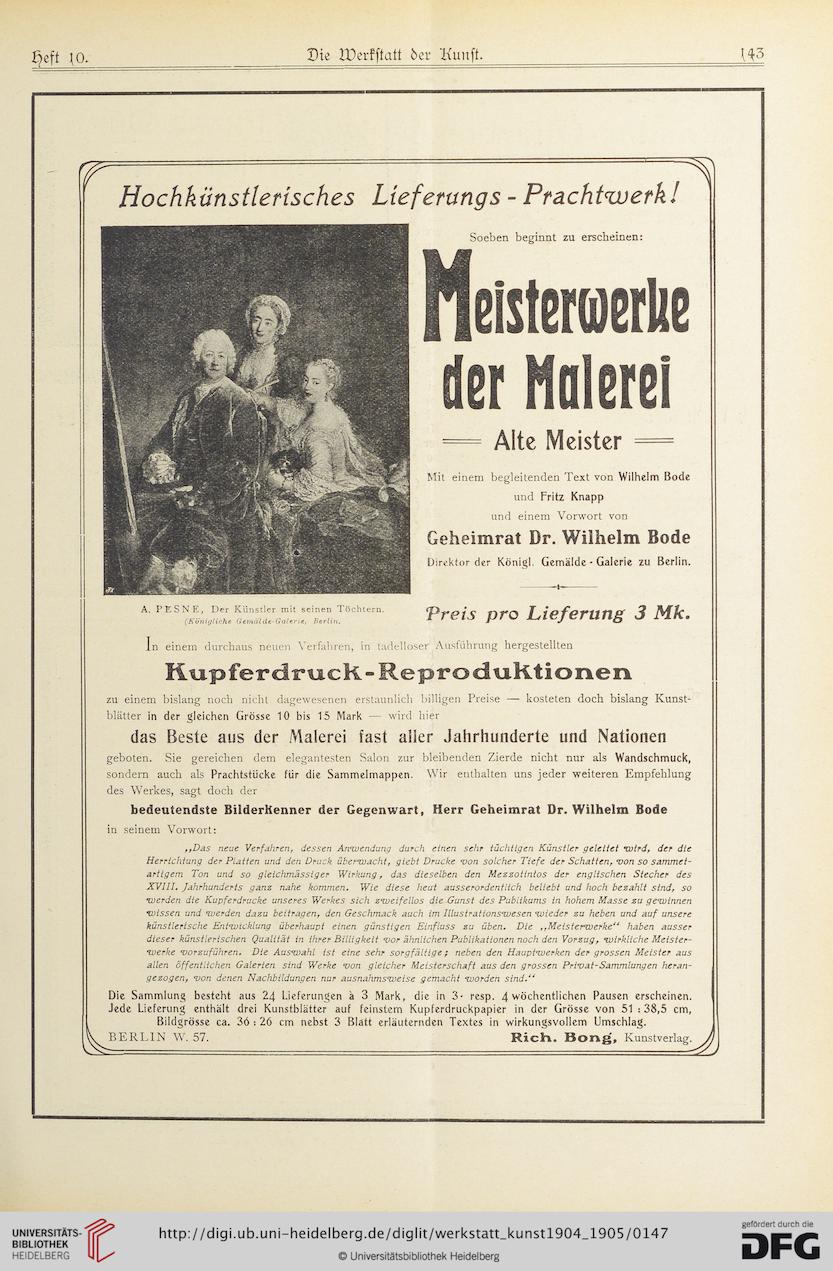 Heft 10.
Die Werkstatt der Kunst.
143
Hochkünstlerisches Lieferungs-Prachtwerk!
Soeben beginnt zu erscheinen:
Meisterwerke
der Malerei
Alte Meister
Mit einem begleitenden Text von Wilhelm Bode
und Fritz Knapp
und einem Vorwort von
Geheimrat Dr. Wilhelm Bode
Direktor der Königl. Gemälde-Galerie zu Berlin.
A. PESNE, Der Künstler mit seinen Töchtern.
(Königliche Gemälde-Galerie, Berlin.
Preis pro Lieferung 3 Mk.
In einem durchaus neuen Verfahren, in tadelloser Ausführung hergestellten
Kupferdruck-Reproduktionen
zu einem bislang noch nicht dagewesenen erstaunlich billigen Preise — kosteten doch bislang Kunst-
blätter in der gleichen Grösse 10 bis 15 Mark — wird hier
das Beste aus der Malerei fast aller Jahrhunderte und Nationen
geboten. Sie gereichen dem elegantesten Salon zur bleibenden Zierde nicht nur als Wandschmuck,
sondern auch als Prachtstücke für die Sammelmappen. Wir enthalten uns jeder weiteren Empfehlung
des Werkes, sagt doch der
bedeutendste Bilderkenner der Gegenwart, Herr Geheimrat Dr. Wilhelm Bode
in seinem Vorwort:
„Das neue Verfahren, dessen Anwendung durch einen sehr tüchtigen Künstler geleitet wird, der die
Herrichtung der Platten und den Druck überwacht, giebt Drucke von solcher Tiefe der Schatten, von so sammet-
artigem Ton und so gleichmässiger Wirkung, das dieselben den Mezzotintos der englischen Stecher des
XVIII. Jahrhunderts ganz nahe kommen. Wie diese heut ausserordentlich beliebt und hoch bezahlt sind, so
werden die Kupferdrucke unseres Werkes sich zweifellos die Gunst des Publikums in hohem Masse zu gewinnen
wissen und werden dazu beitragen, den Geschmack auch im Illustrationswesen wieder zu heben und auf unsere
künstlerische Entwicklung überhaupt einen günstigen Einfluss zu üben. Die „Meisterwerke“ haben ausser
dieser künstlerischen Qualität in ihrer Billigkeit vor ähnlichen Publikationen noch den Vorzug, wirkliche Meister-
werke vorzuführen. Die Auswahl ist eine sehr sorgfältige; neben den Hauptwerken der grossen Meister aus
allen öffentlichen Galerien sind Werke von gleicher Meisterschaft aus den grossen Privat-Sammlungen heran-
gezogen, von denen Nachbildungen nur ausnahmsweise gemacht worden sind.“
Die Sammlung besteht aus 24 Lieferungen à 3 Mark, die in 3- resp. 4 wöchentlichen Pausen erscheinen.
Jede Lieferung enthält drei Kunstblätter auf feinstem Kupferdruckpapier in der Grösse von 51 : 38,5 cm,
Bildgrösse ca. 36 : 26 cm nebst 3 Blatt erläuternden Textes in wirkungsvollem Umschlag.
BERLIN W. 57.
Rich. Bong, Kunstverlag.
UNIVERSITÄTS-
BIBLIOTHEK
HEIDELBERG
http://digi.ub.uni-heidelberg.de/diglit/werkstatt_kunst1904_1905/0147
© Universitätsbibliothek Heidelberg
gefördert durch die
DFG